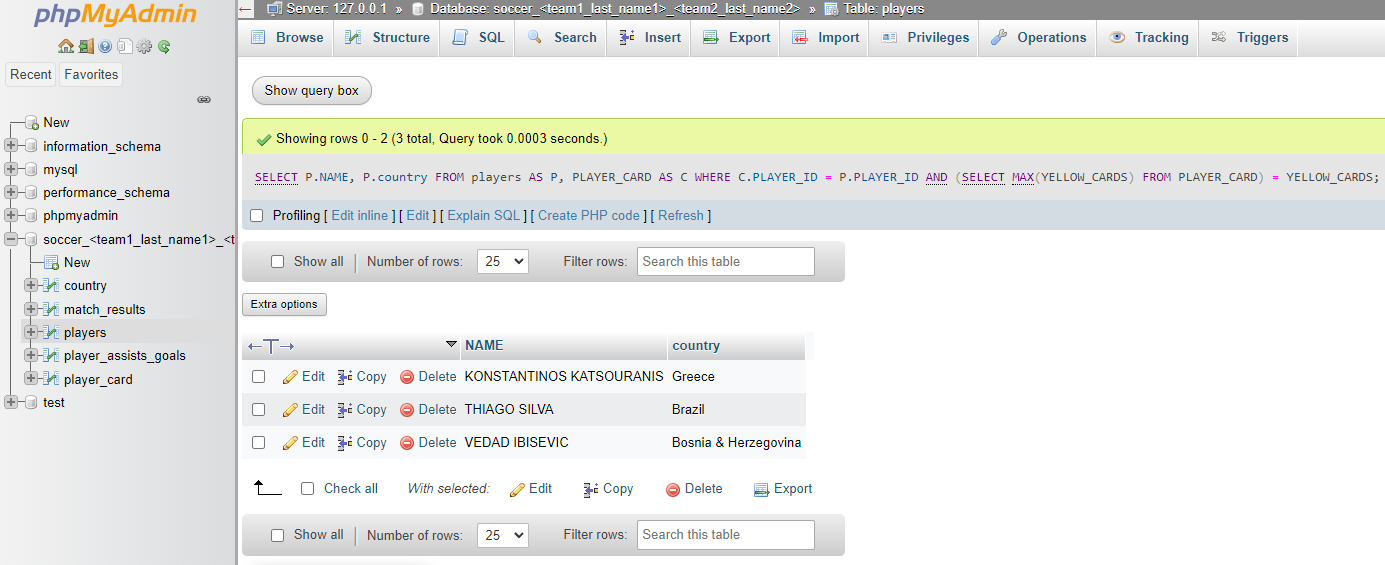 phpMyAdmin
Recent Favorites
New
information_schema
mysql
performance_schema
phpmyadmin
soccer_<team1_last_name1>_<t
New
country
match_results
players
player_assists_goals
player_card
test
Server: 127.0.0.1 » Database: soccer_<team1_last_name1>_<team2_last_name2> » Table: players
Browse Structure SQL Search Insert Export Import Privileges Operations Tracking Triggers
Show query box
Showing rows 0 - 2 (3 total, Query took 0.0003 seconds.)
SELECT P.NAME, P.country FROM players AS P, PLAYER_CARD AS C WHERE C.PLAYER_ID = P.PLAYER_ID AND (SELECT MAX(YELLOW_CARDS) FROM PLAYER_CARD) = YELLOW_CARDS;
Profiling [ Edit inline ] [ Edit ] [ Explain SQL ] [ Create PHP code ] [ Refresh ]
Show all | Number of rows: 25 Filter rows: Search this table
Extra options
←T→ NAME country
Edit Copy Delete KONSTANTINOS KATSOURANIS Greece
Edit Copy Delete THIAGO SILVA Brazil
Edit Copy Delete VEDAD IBISEVIC Bosnia & Herzegovina
Check all With selected: Edit Copy Delete Export
Show all | Number of rows: 25 Filter rows: Search this table